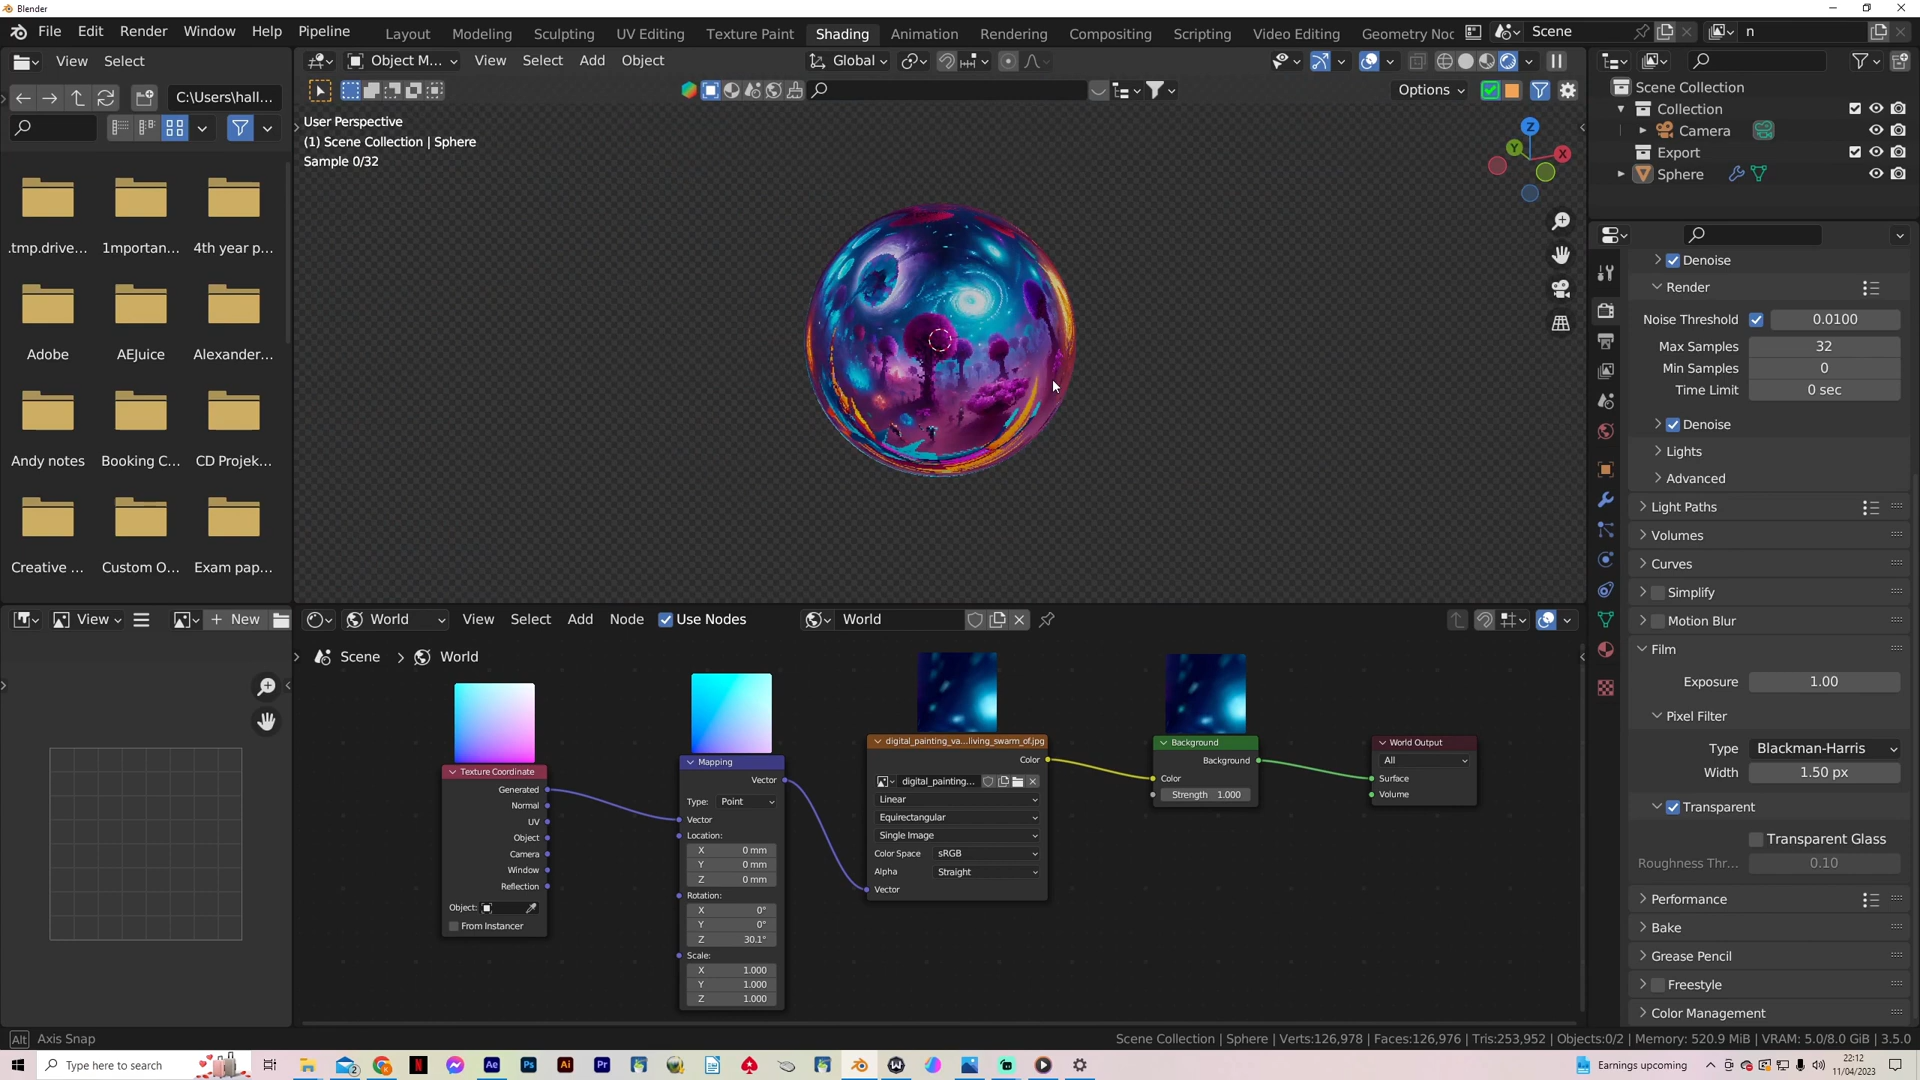 Blender
File Edit Render Window Help Pipeline
Layout Modeling Sculpting UV Editing Texture Paint Shading Animation Rendering Compositing Scripting Video Editing Geometry Noc
Scene
n
View Select
Object M... View Select Add Object
Global
C:\Users\hall...
Options
User Perspective
(1) Scene Collection | Sphere
Sample 0/32
Z
Y
X
Scene Collection
Collection
Camera
Export
Sphere
.tmp.drive... 1importan... 4th year p...
Adobe AEJuice Alexander...
Andy notes Booking C... CD Projek...
Creative ... Custom O... Exam pap...
Denoise
Render
Noise Threshold 0.0100
Max Samples 32
Min Samples 0
Time Limit 0 sec
Denoise
Lights
Advanced
Light Paths
Volumes
Curves
Simplify
Motion Blur
Film
Exposure 1.00
Pixel Filter
Type Blackman-Harris
Width 1.50 px
Transparent
Transparent Glass
Roughness Thr... 0.10
Performance
Bake
Grease Pencil
Freestyle
Color Management
View New
World View Select Add Node Use Nodes World
Scene > World
Texture Coordinate
Generated
Normal
UV
Object
Camera
Window
Reflection
Object:
From Instancer
Mapping
Vector
Type: Point
Vector
Location:
X 0 mm
Y 0 mm
Z 0 mm
Rotation:
X 0°
Y 0°
Z 30.1°
Scale:
X 1.000
Y 1.000
Z 1.000
digital_painting_va...living_swarm_of.jpg
Color
digital_painting...
Linear
Equirectangular
Single Image
Color Space sRGB
Alpha Straight
Vector
Background
Background
Color
Strength 1.000
World Output
All
Surface
Volume
Alt Axis Snap
Scene Collection | Sphere | Verts:126,978 | Faces:126,976 | Tris:253,952 | Objects:0/2 | Memory: 520.9 MiB | VRAM: 5.0/8.0 GiB | 3.5.0
Type here to search
Earnings upcoming
22:12
11/04/2023